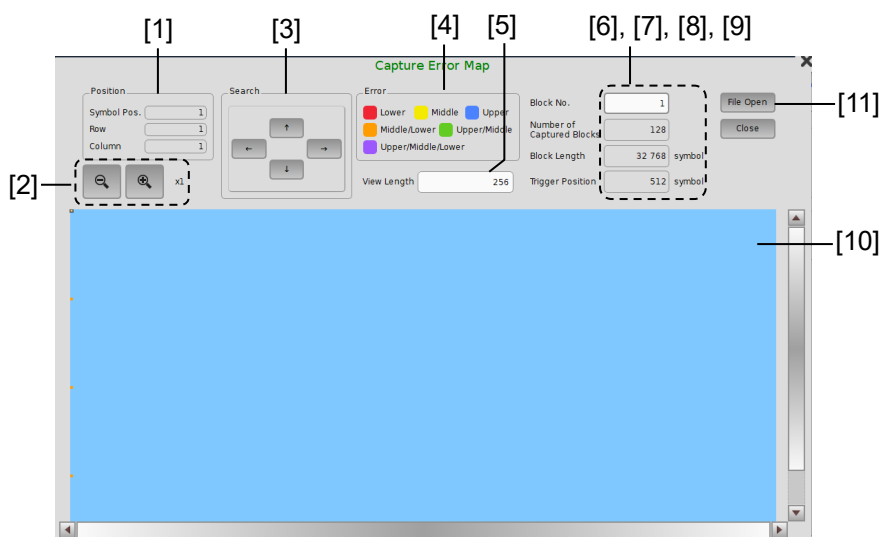 [1] [3] [4] [5] [6], [7], [8], [9]
Capture Error Map
Position
Symbol Pos. 1
Row 1
Column 1
[2]
x1
Search
Error
Lower Middle Upper
Middle/Lower Upper/Middle
Upper/Middle/Lower
View Length 256
Block No. 1
Number of
Captured Blocks 128
Block Length 32 768 symbol
Trigger Position 512 symbol
File Open
Close
[11]
[10]